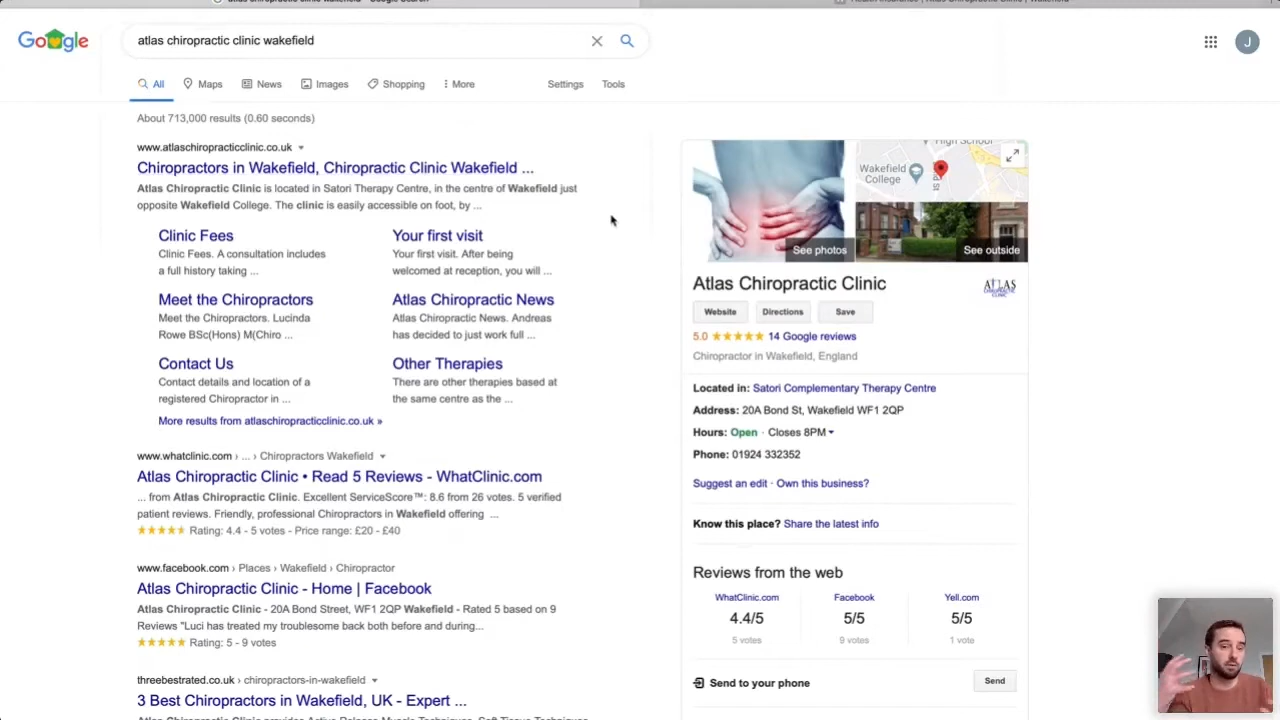 Google
atlas chiropractic clinic wakefield
J
All
Maps
News
Images
Shopping
More
Settings
Tools
About 713,000 results (0.60 seconds)
www.atlaschiropracticclinic.co.uk
Chiropractors in Wakefield, Chiropractic Clinic Wakefield ...
Atlas Chiropractic Clinic is located in Satori Therapy Centre, in the centre of Wakefield just
opposite Wakefield College. The clinic is easily accessible on foot, by ...
Clinic Fees
Clinic Fees. A consultation includes
a full history taking ...
Your first visit
Your first visit. After being
welcomed at reception, you will ...
Meet the Chiropractors
Meet the Chiropractors. Lucinda
Rowe BSc(Hons) M(Chiro ...
Atlas Chiropractic News
Atlas Chiropractic News. Andreas
has decided to just work full ...
Contact Us
Contact details and location of a
registered Chiropractor in ...
Other Therapies
There are other therapies based at
the same centre as the ...
More results from atlaschiropracticclinic.co.uk »
www.whatclinic.com › ... › Chiropractors Wakefield
Atlas Chiropractic Clinic • Read 5 Reviews - WhatClinic.com
... from Atlas Chiropractic Clinic. Excellent ServiceScore™: 8.6 from 26 votes. 5 verified
patient reviews. Friendly, professional Chiropractors in Wakefield offering ...
Rating: 4.4 - 5 votes - Price range: £20 - £40
www.facebook.com › Places › Wakefield › Chiropractor
Atlas Chiropractic Clinic - Home | Facebook
Atlas Chiropractic Clinic - 20A Bond Street, WF1 2QP Wakefield - Rated 5 based on 9
Reviews "Luci has treated my troublesome back both before and during...
Rating: 5 - 9 votes
threebestrated.co.uk › chiropractors-in-wakefield
3 Best Chiropractors in Wakefield, UK - Expert ...
High School
Wakefield
College
See photos
See outside
Atlas Chiropractic Clinic
ATLAS
Website
Directions
Save
5.0
14 Google reviews
Chiropractor in Wakefield, England
Located in: Satori Complementary Therapy Centre
Address: 20A Bond St, Wakefield WF1 2QP
Hours: Open · Closes 8PM
Phone: 01924 332352
Suggest an edit · Own this business?
Know this place? Share the latest info
Reviews from the web
WhatClinic.com
4.4/5
5 votes
Facebook
5/5
9 votes
Yell.com
5/5
1 vote
Send to your phone
Send